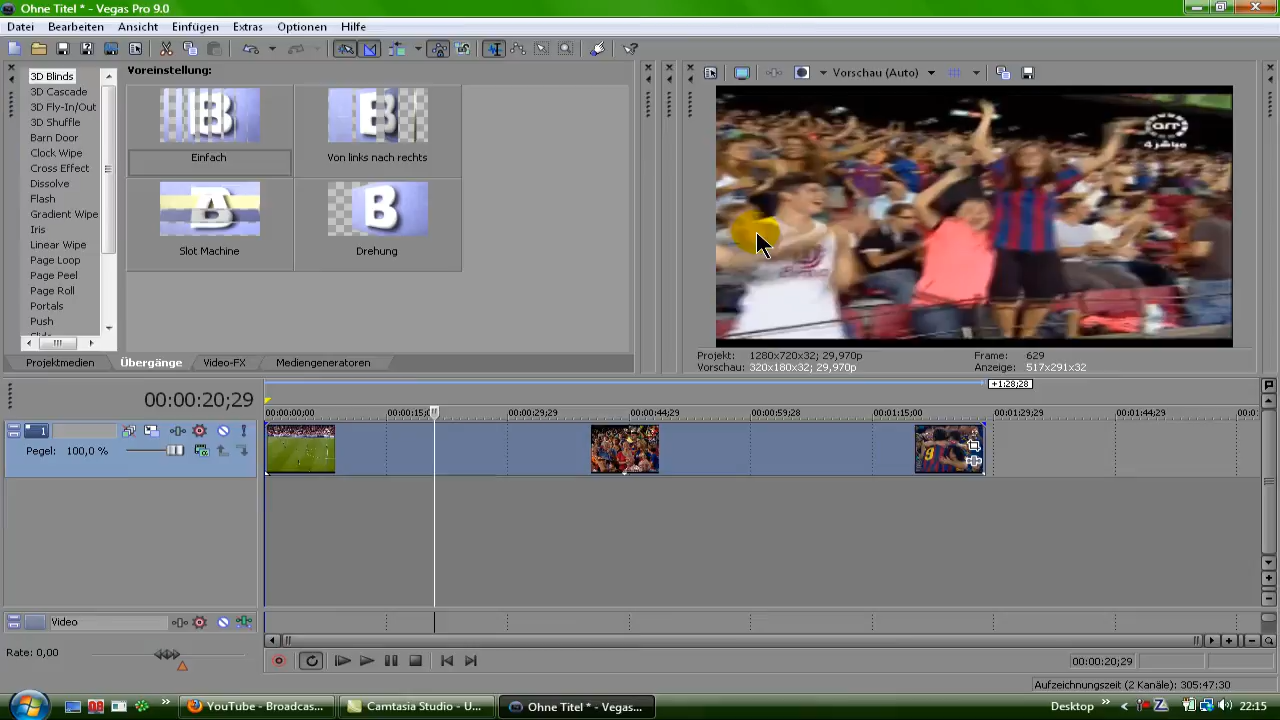 Ohne Titel * - Vegas Pro 9.0
Datei Bearbeiten Ansicht Einfügen Extras Optionen Hilfe
3D Blinds
3D Cascade
3D Fly-In/Out
3D Shuffle
Barn Door
Clock Wipe
Cross Effect
Dissolve
Flash
Gradient Wipe
Iris
Linear Wipe
Page Loop
Page Peel
Page Roll
Portals
Push
Voreinstellung:
Einfach
Von links nach rechts
Slot Machine
Drehung
Projektmedien Übergänge Video-FX Mediengeneratoren
Vorschau (Auto)
Projekt: 1280x720x32; 29,970p Frame: 629
Vorschau: 320x180x32; 29,970p Anzeige: 517x291x32
+1:28;28
00:00:20;29
00:00:00;00 00:00:29;29 00:00:44;29 00:00:59;28 00:01:15;00 00:01:29;29 00:01:44;29
1
Pegel: 100,0 %
Video
Rate: 0,00
00:00:20;29
Aufzeichnungszeit (2 Kanäle): 305:47:30
YouTube - Broadcas... Camtasia Studio - U... Ohne Titel * - Vegas... Desktop 22:15